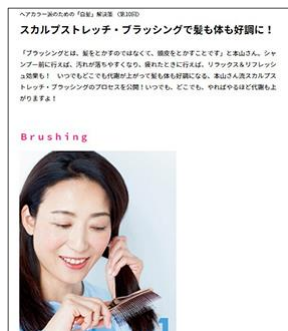 ヘアカラー派のための「白髪」解決策 《第10回》
スカルプストレッチ・ブラッシングで髪も体も好調に！
「ブラッシングとは、髪をとかすのではなくて、頭皮をとかすことです」と本山さん。シャ
ンプー前に行えば、汚れが落ちやすくなり、疲れたときに行えば、リラックス&リフレッシ
ュ効果も！ いつでもどこでも代謝が上がって髪も体も好調になる、本山さん流スカルプス
トレッチ・ブラッシングのプロセスを公開！いつでも、どこでも、やればやるほど代謝も上
がりますよ！
Brushing
1